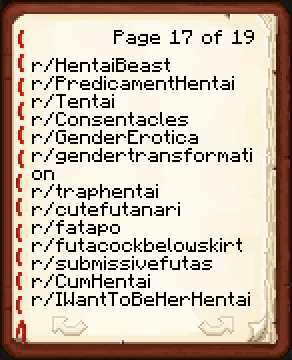 Page 17 of 19
r/HentaiBeast
r/PredicamentHentai
r/Tentai
r/Consentacles
r/GenderErotica
r/gendertransformati
on
r/traphentai
r/cutefutanari
r/fatapo
r/futacockbelowskirt
r/submissivefutas
r/CumHentai
r/IWantToBeHerHentai